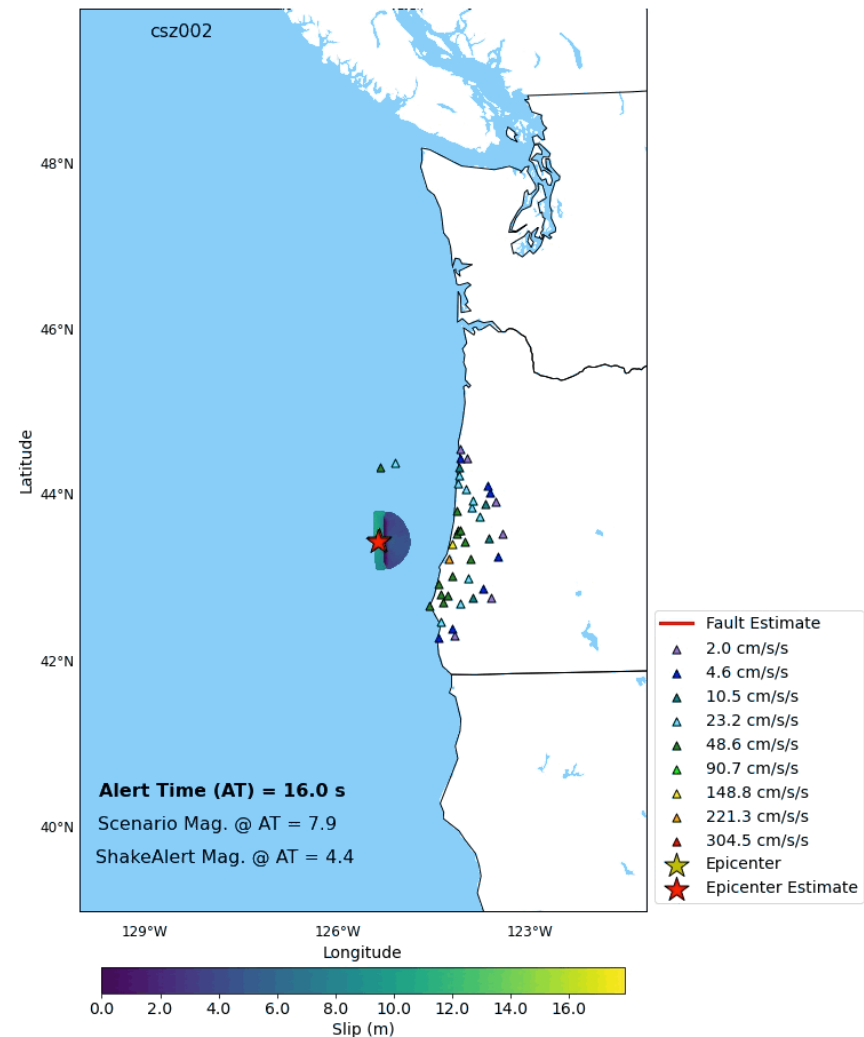 csz002
48°N
46°N
44°N
42°N
40°N
Latitude
Alert Time (AT) = 16.0 s
Scenario Mag. @ AT = 7.9
ShakeAlert Mag. @ AT = 4.4
129°W 126°W 123°W
Longitude
Fault Estimate
2.0 cm/s/s
4.6 cm/s/s
10.5 cm/s/s
23.2 cm/s/s
48.6 cm/s/s
90.7 cm/s/s
148.8 cm/s/s
221.3 cm/s/s
304.5 cm/s/s
Epicenter
Epicenter Estimate
0.0 2.0 4.0 6.0 8.0 10.0 12.0 14.0 16.0
Slip (m)